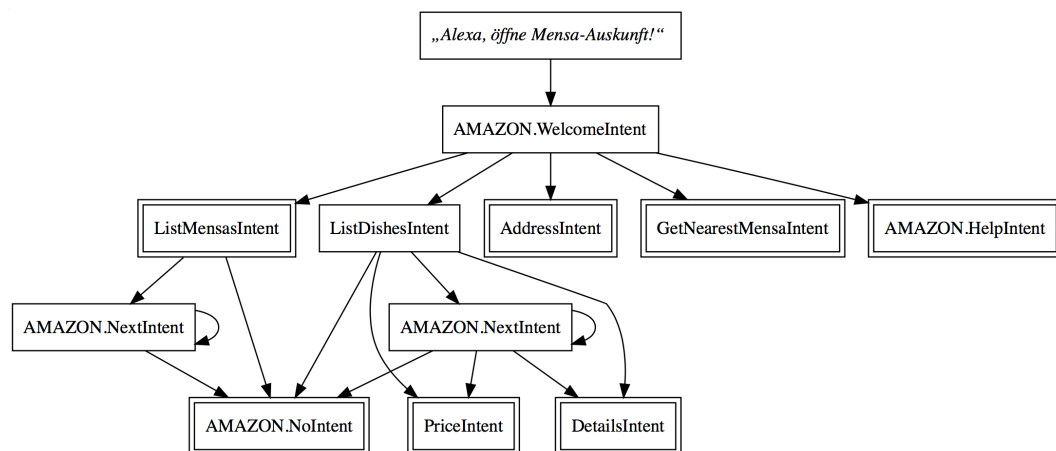 „Alexa, öffne Mensa-Auskunft!“
AMAZON.WelcomeIntent
ListMensasIntent
ListDishesIntent
AddressIntent
GetNearestMensaIntent
AMAZON.HelpIntent
AMAZON.NextIntent
AMAZON.NextIntent
AMAZON.NoIntent
PriceIntent
DetailsIntent